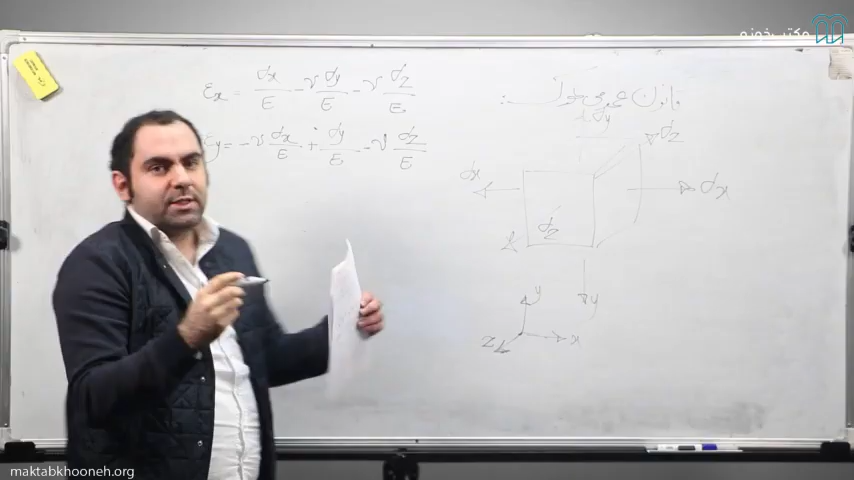 مکتب‌خونه
εx = σx/E - ν σy/E - ν σz/E
قانون عمومی هوک :
εy = -ν σx/E + σy/E - ν σz/E
σy
σz
σx
σx
σz
y
y
z
x
maktabkhooneh.org